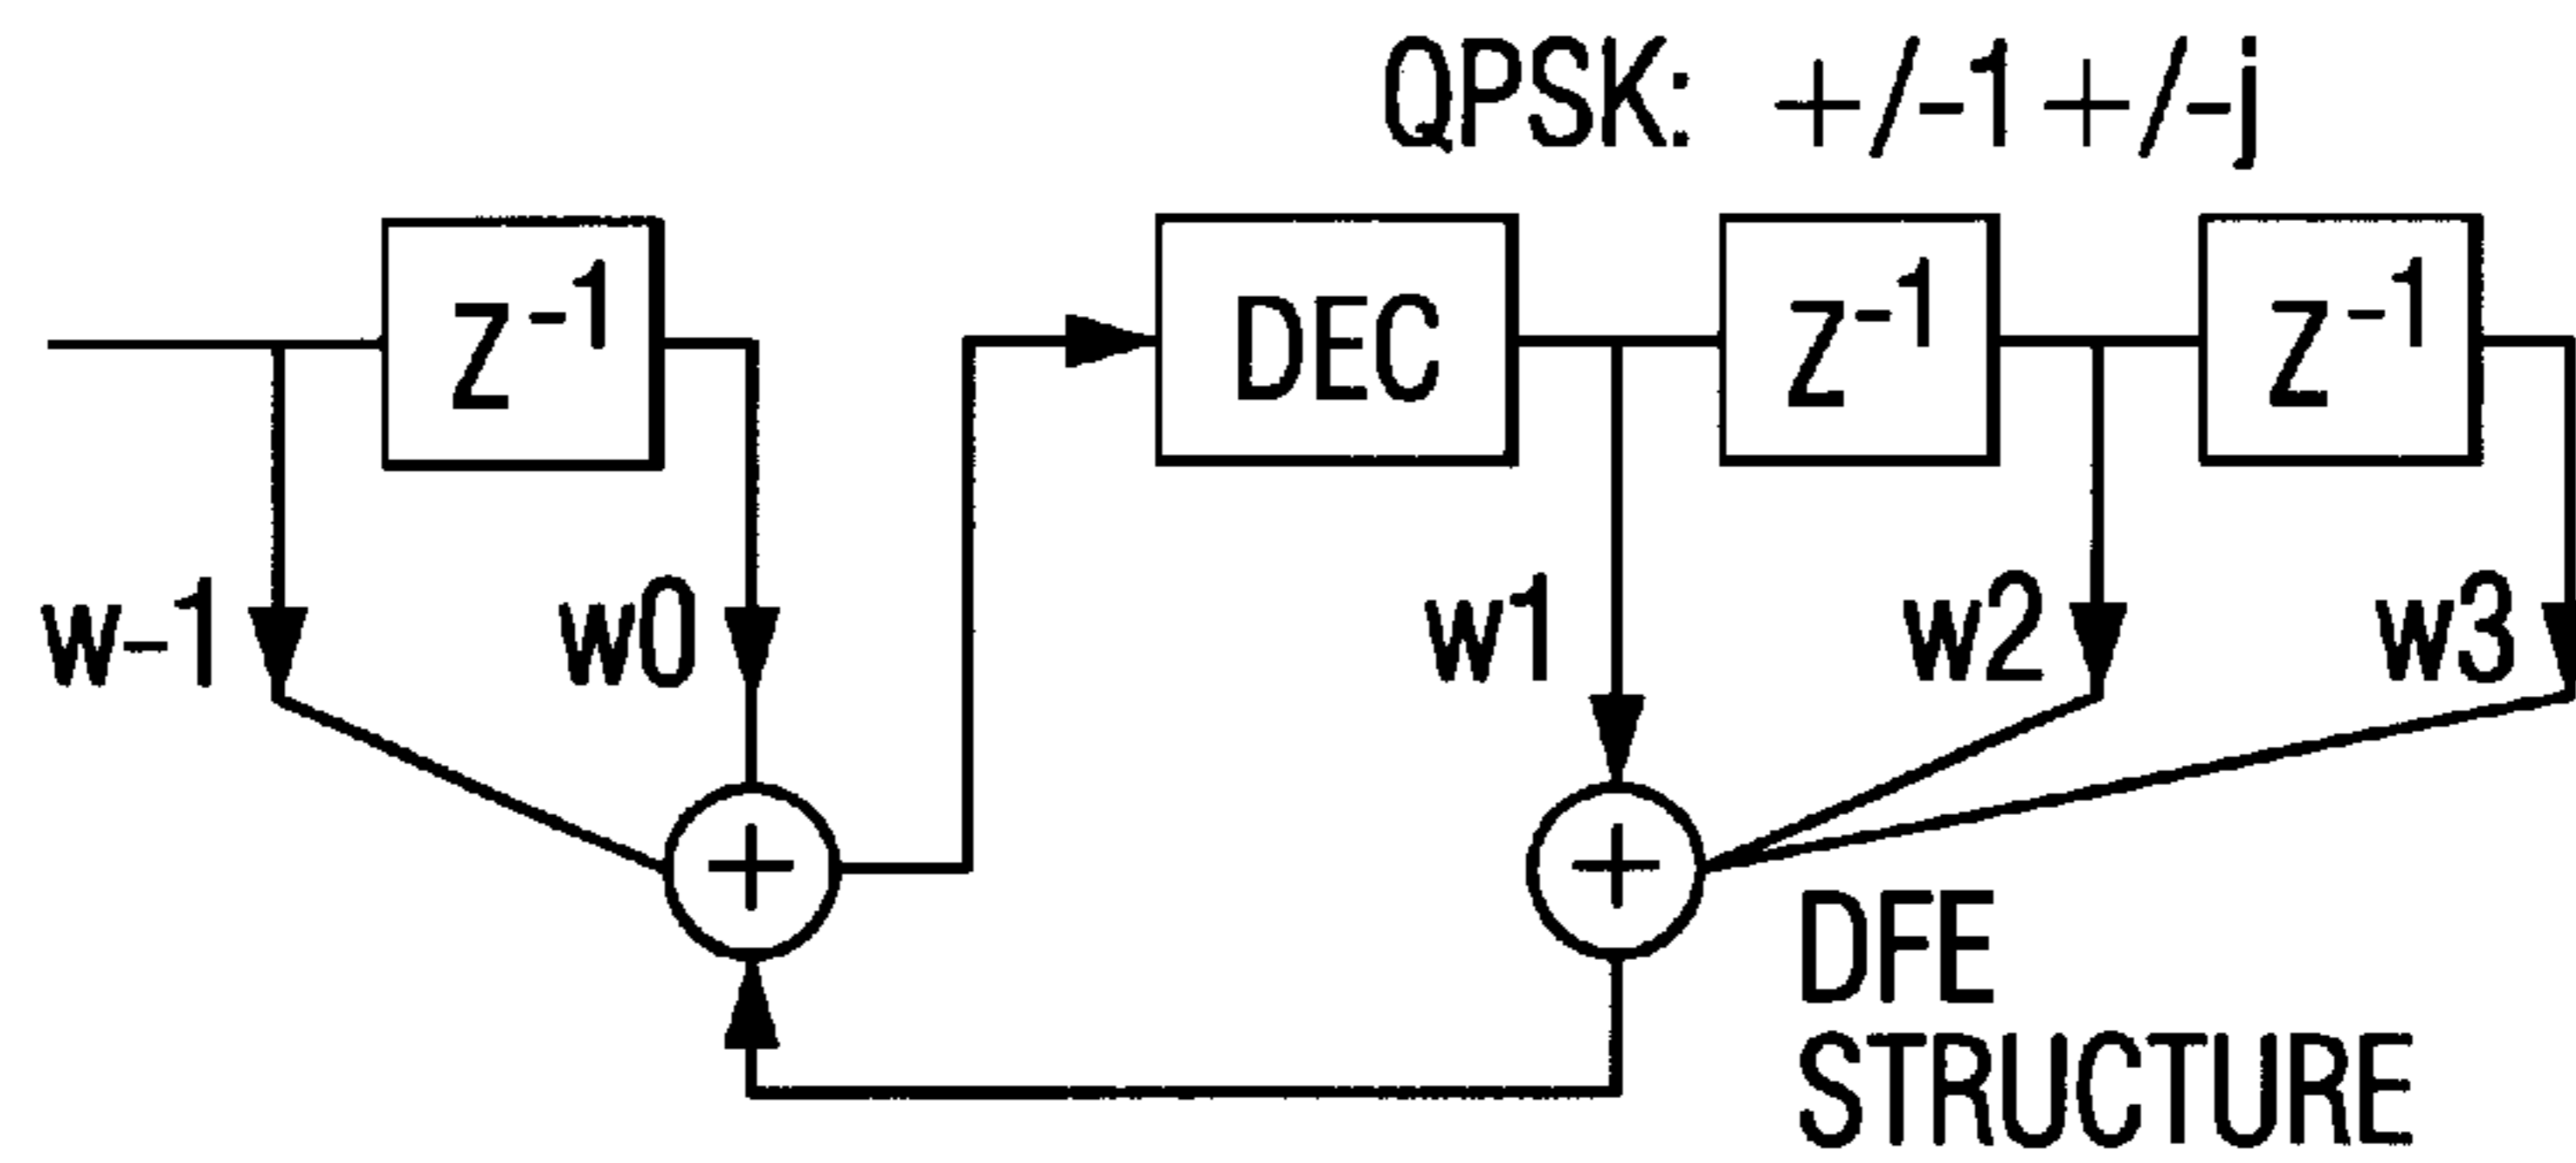 QPSK: +/-1+/-j
z-1
DEC
z-1
z-1
w-1
w0
w1
w2
w3
+
+
DFE
STRUCTURE